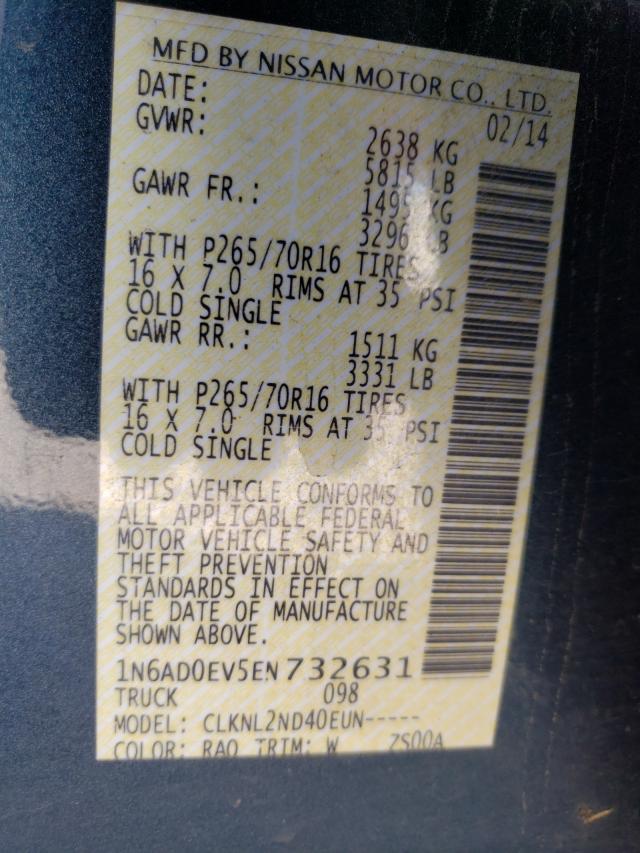 MFD BY NISSAN MOTOR CO., LTD.
DATE: 02/14
GVWR: 2638 KG
5815 LB
GAWR FR.: 1495 KG
3296 LB
WITH P265/70R16 TIRES
16 X 7.0 RIMS AT 35 PSI
COLD SINGLE
GAWR RR.: 1511 KG
3331 LB
WITH P265/70R16 TIRES
16 X 7.0 RIMS AT 35 PSI
COLD SINGLE
THIS VEHICLE CONFORMS TO
ALL APPLICABLE FEDERAL
MOTOR VEHICLE SAFETY AND
THEFT PREVENTION
STANDARDS IN EFFECT ON
THE DATE OF MANUFACTURE
SHOWN ABOVE.
1N6AD0EV5EN732631
TRUCK 098
MODEL: CLKNL2ND40EUN-----
COLOR: RAQ TRIM: W ZS00A